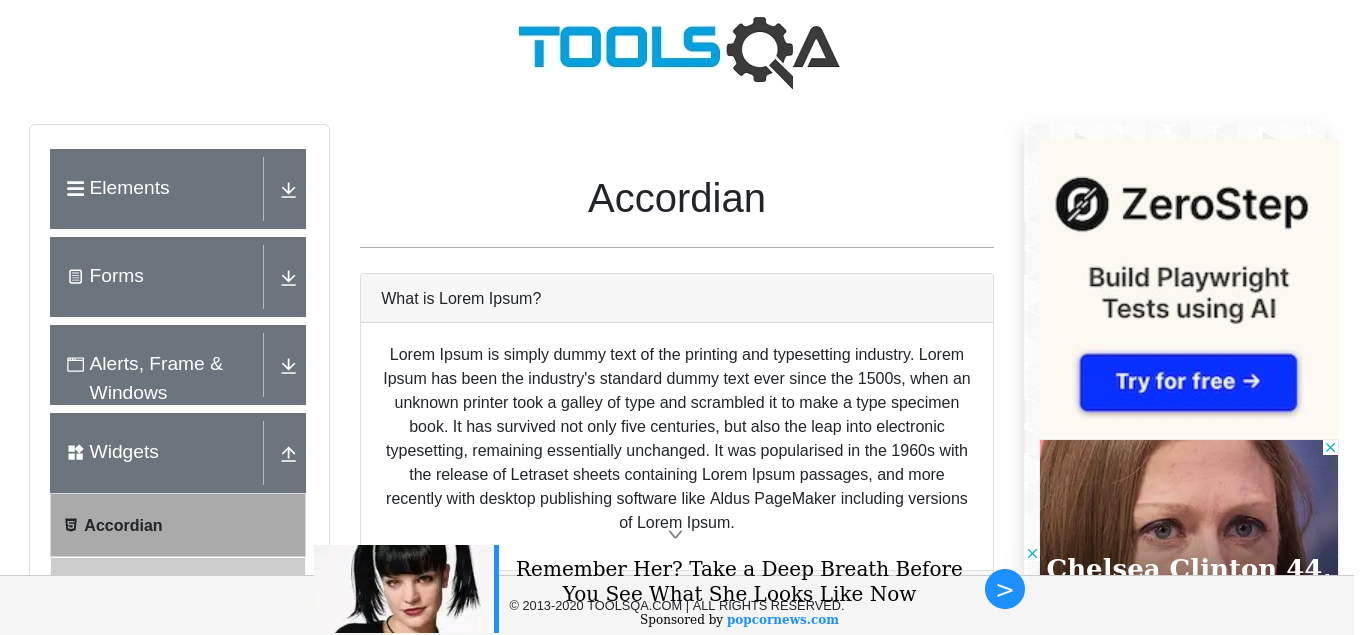 TOOLSQA
Elements
Forms
Alerts, Frame &
Windows
Widgets
Accordian
Accordian
What is Lorem Ipsum?
Lorem Ipsum is simply dummy text of the printing and typesetting industry. Lorem
Ipsum has been the industry's standard dummy text ever since the 1500s, when an
unknown printer took a galley of type and scrambled it to make a type specimen
book. It has survived not only five centuries, but also the leap into electronic
typesetting, remaining essentially unchanged. It was popularised in the 1960s with
the release of Letraset sheets containing Lorem Ipsum passages, and more
recently with desktop publishing software like Aldus PageMaker including versions
of Lorem Ipsum.
ZeroStep
Build Playwright
Tests using AI
Try for free →
Chelsea Clinton 44,
Remember Her? Take a Deep Breath Before
You See What She Looks Like Now
© 2013-2020 TOOLSQA.COM | ALL RIGHTS RESERVED.
Sponsored by popcornews.com